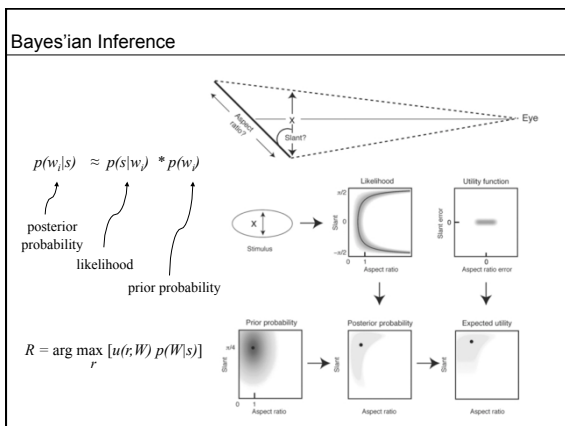 Bayes'ian Inference
Aspect
ratio?
X
Slant?
Eye
p(wᵢ|s) ≈ p(s|wᵢ) * p(wᵢ)
posterior
probability
likelihood
prior probability
X
Stimulus
Likelihood
π/2
0
−π/2
Slant
0 1
Aspect ratio
Utility function
Slant error
0
0
Aspect ratio error
R = arg max [u(r,W) p(W|s)]
r
Prior probability
Slant
π/4
0 1
Aspect ratio
Posterior probability
Slant
Aspect ratio
Expected utility
Slant
Aspect ratio